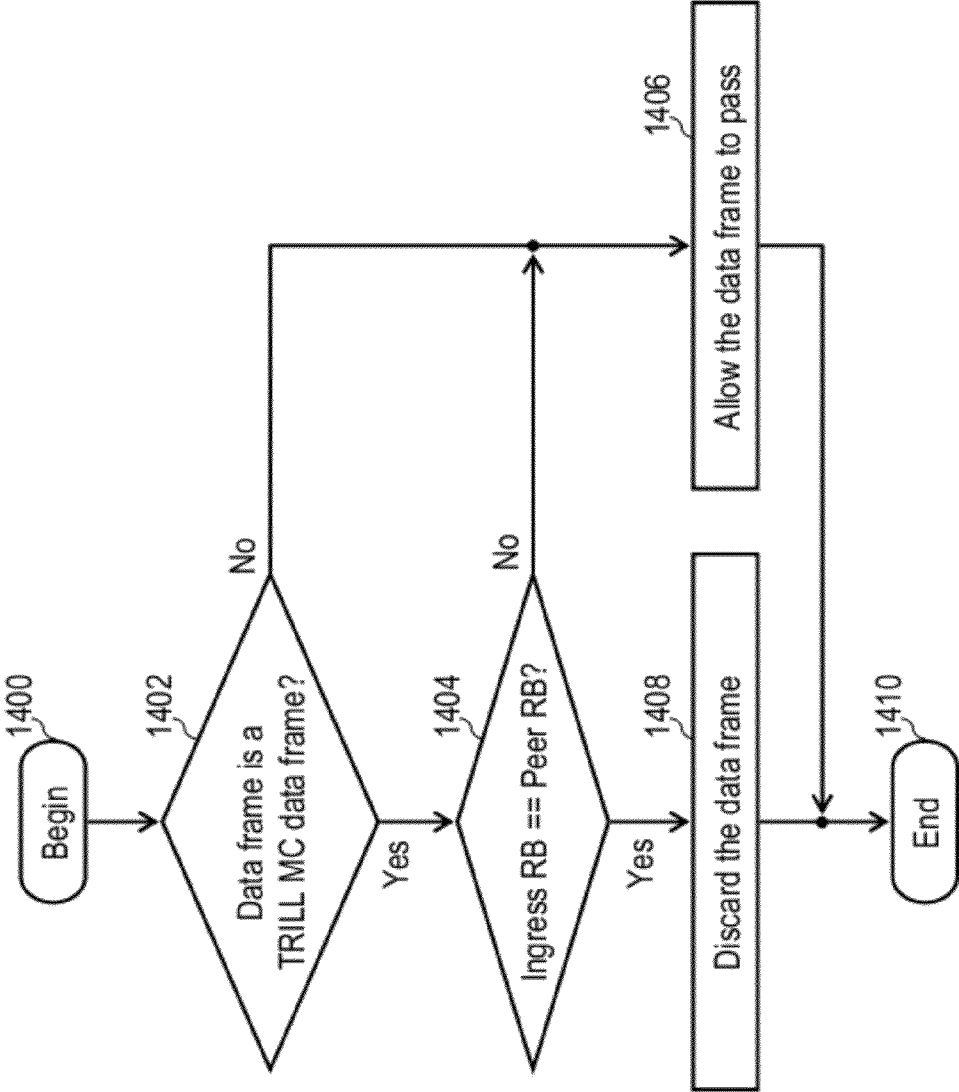 1400
Begin
1402
Data frame is a
TRILL MC data frame?
No
Yes
1404
Ingress RB == Peer RB?
No
Yes
1408
Discard the data frame
1406
Allow the data frame to pass
1410
End